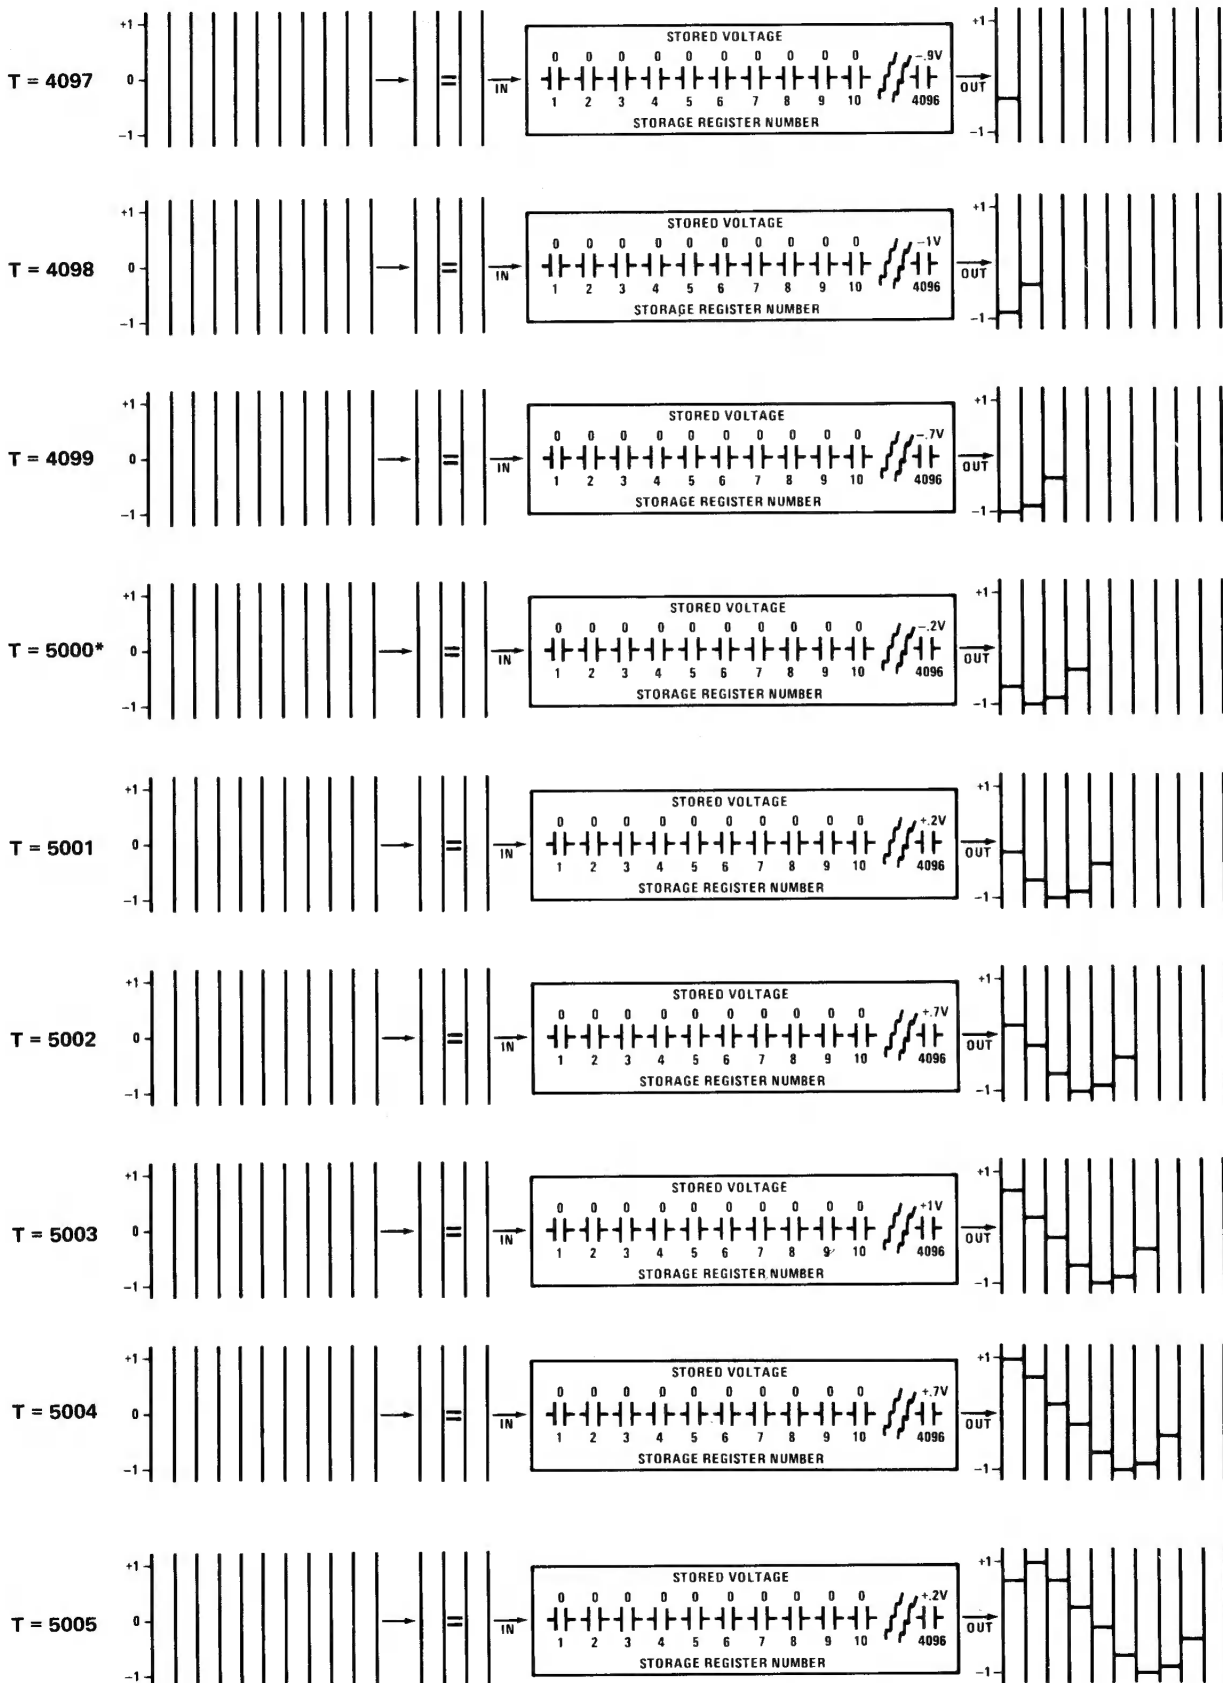 +1 STORED VOLTAGE +1
0 0 0 0 0 0 0 0 0 0 -.9V
T = 4097 0 = IN OUT
1 2 3 4 5 6 7 8 9 10 4096
-1 STORAGE REGISTER NUMBER -1
+1 STORED VOLTAGE +1
0 0 0 0 0 0 0 0 0 0 -1V
T = 4098 0 = IN OUT
1 2 3 4 5 6 7 8 9 10 4096
-1 STORAGE REGISTER NUMBER -1
+1 STORED VOLTAGE +1
0 0 0 0 0 0 0 0 0 0 -.7V
T = 4099 0 = IN OUT
1 2 3 4 5 6 7 8 9 10 4096
-1 STORAGE REGISTER NUMBER -1
+1 STORED VOLTAGE +1
0 0 0 0 0 0 0 0 0 0 -.2V
T = 5000* 0 = IN OUT
1 2 3 4 5 6 7 8 9 10 4096
-1 STORAGE REGISTER NUMBER -1
+1 STORED VOLTAGE +1
0 0 0 0 0 0 0 0 0 0 +.2V
T = 5001 0 = IN OUT
1 2 3 4 5 6 7 8 9 10 4096
-1 STORAGE REGISTER NUMBER -1
+1 STORED VOLTAGE +1
0 0 0 0 0 0 0 0 0 0 +.7V
T = 5002 0 = IN OUT
1 2 3 4 5 6 7 8 9 10 4096
-1 STORAGE REGISTER NUMBER -1
+1 STORED VOLTAGE +1
0 0 0 0 0 0 0 0 0 0 +1V
T = 5003 0 = IN OUT
1 2 3 4 5 6 7 8 9 10 4096
-1 STORAGE REGISTER NUMBER -1
+1 STORED VOLTAGE +1
0 0 0 0 0 0 0 0 0 0 +.7V
T = 5004 0 = IN OUT
1 2 3 4 5 6 7 8 9 10 4096
-1 STORAGE REGISTER NUMBER -1
+1 STORED VOLTAGE +1
0 0 0 0 0 0 0 0 0 0 +.2V
T = 5005 0 = IN OUT
1 2 3 4 5 6 7 8 9 10 4096
-1 STORAGE REGISTER NUMBER -1